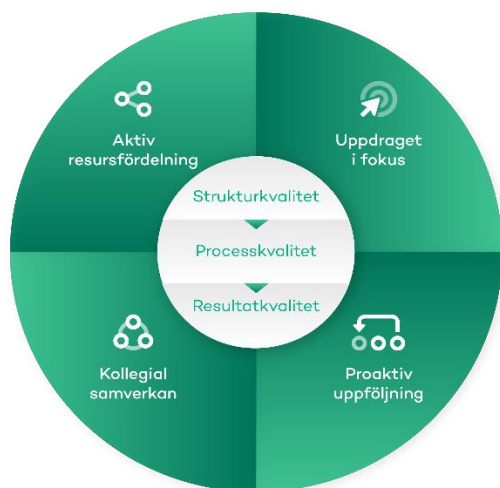 Aktiv
resursfördelning
Uppdraget
i fokus
Strukturkvalitet
Processkvalitet
Resultatkvalitet
Kollegial
samverkan
Proaktiv
uppföljning